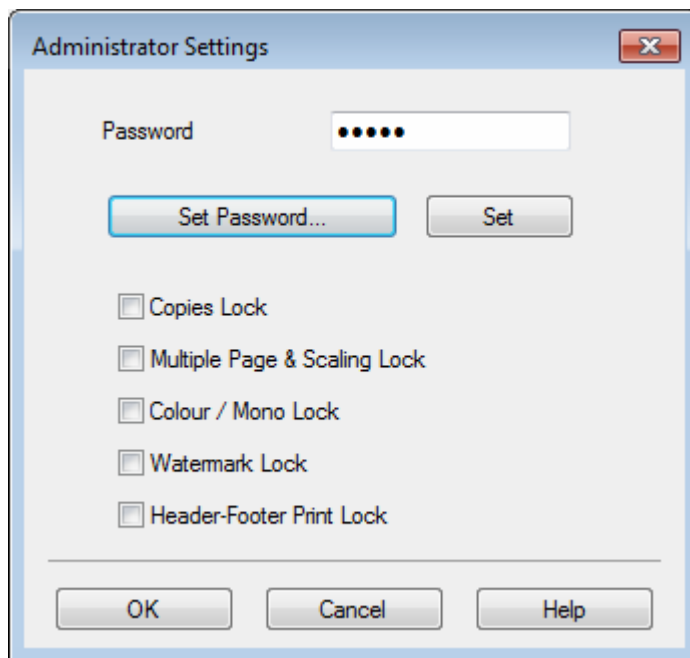 Administrator Settings
Password •••••
Set Password... Set
Copies Lock
Multiple Page & Scaling Lock
Colour / Mono Lock
Watermark Lock
Header-Footer Print Lock
OK Cancel Help